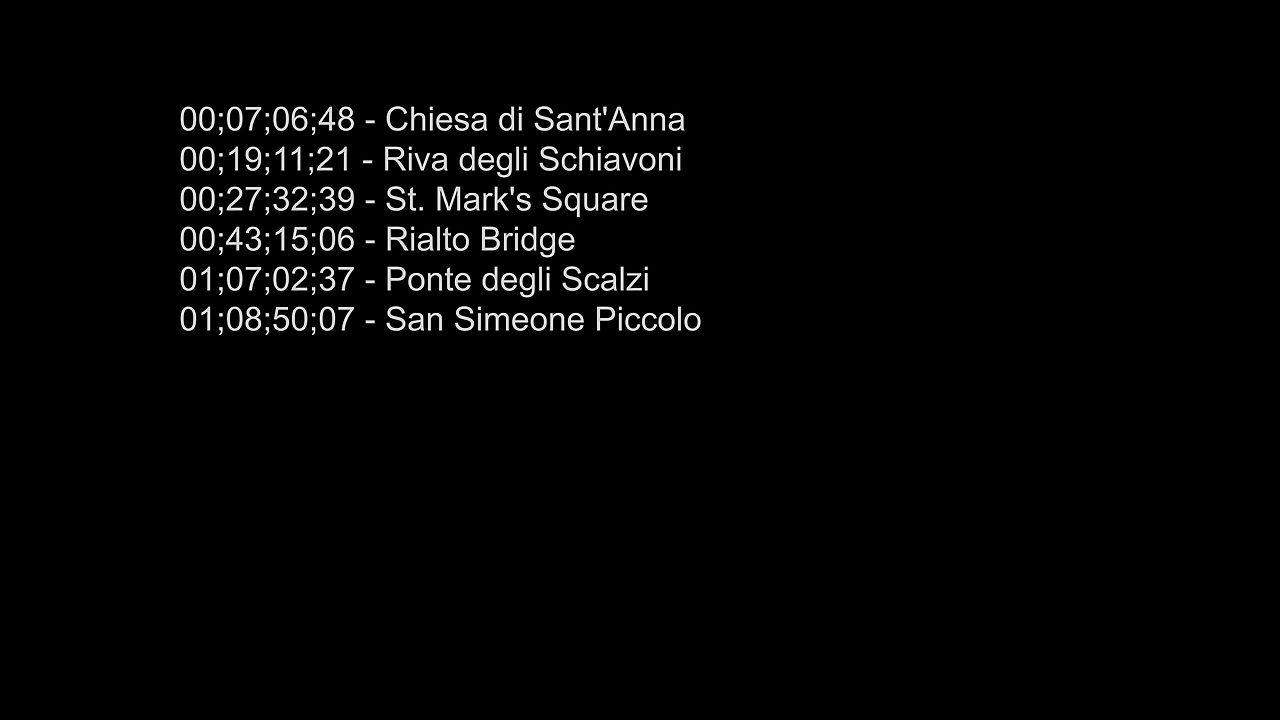 00;07;06;48 - Chiesa di Sant'Anna
00;19;11;21 - Riva degli Schiavoni
00;27;32;39 - St. Mark's Square
00;43;15;06 - Rialto Bridge
01;07;02;37 - Ponte degli Scalzi
01;08;50;07 - San Simeone Piccolo